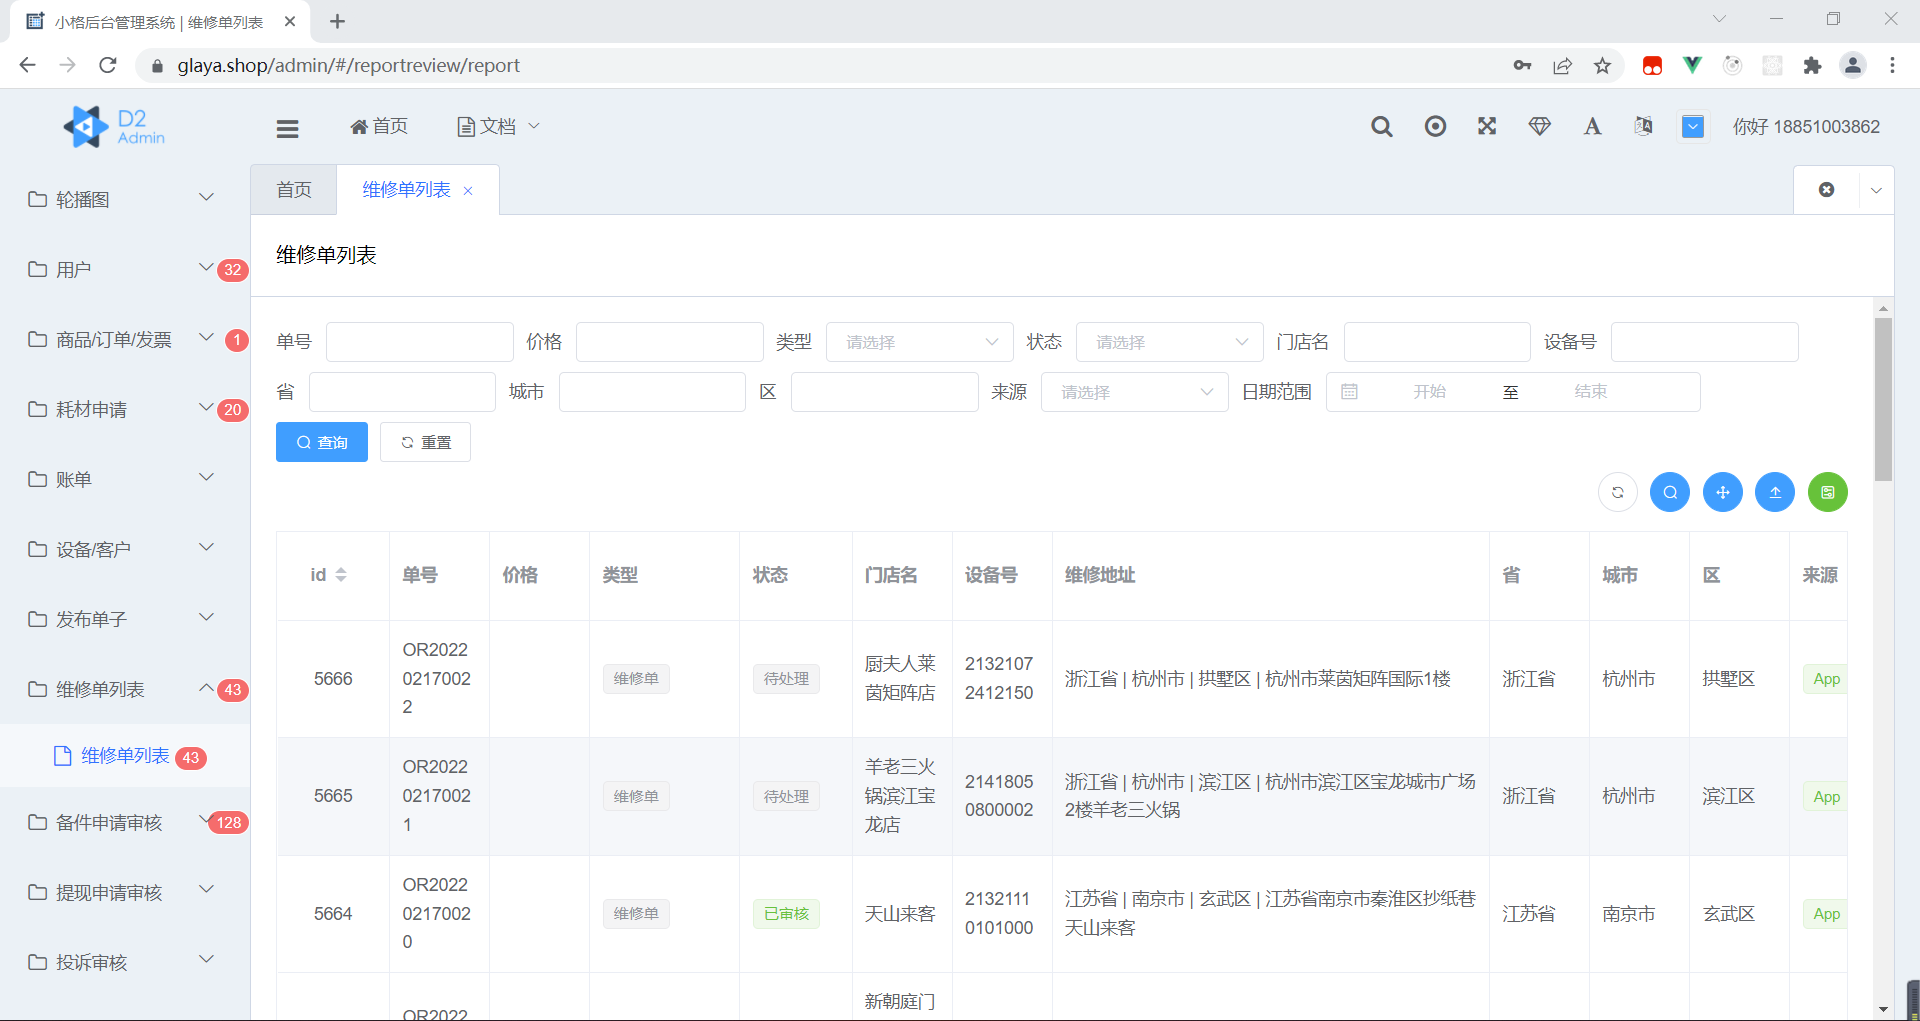 小格后台管理系统 | 维修单列表
glaya.shop/admin/#/reportreview/report
D2
Admin
首页
文档
你好 18851003862
轮播图
用户
32
商品/订单/发票
1
耗材申请
20
账单
设备/客户
发布单子
维修单列表
43
维修单列表
43
备件申请审核
128
提现申请审核
投诉审核
首页
维修单列表
维修单列表
单号 价格 类型 请选择 状态 请选择 门店名 设备号
省 城市 区 来源 请选择 日期范围 开始 至 结束
查询 重置
id 单号 价格 类型 状态 门店名 设备号 维修地址 省 城市 区 来源
5666
OR2022
0217002
2
维修单
待处理
厨夫人莱
茵矩阵店
2132107
2412150
浙江省 | 杭州市 | 拱墅区 | 杭州市莱茵矩阵国际1楼
浙江省
杭州市
拱墅区
App
5665
OR2022
0217002
1
维修单
待处理
羊老三火
锅滨江宝
龙店
2141805
0800002
浙江省 | 杭州市 | 滨江区 | 杭州市滨江区宝龙城市广场
2楼羊老三火锅
浙江省
杭州市
滨江区
App
5664
OR2022
0217002
0
维修单
已审核
天山来客
2132111
0101000
江苏省 | 南京市 | 玄武区 | 江苏省南京市秦淮区抄纸巷
天山来客
江苏省
南京市
玄武区
App
OR2022
新朝庭门